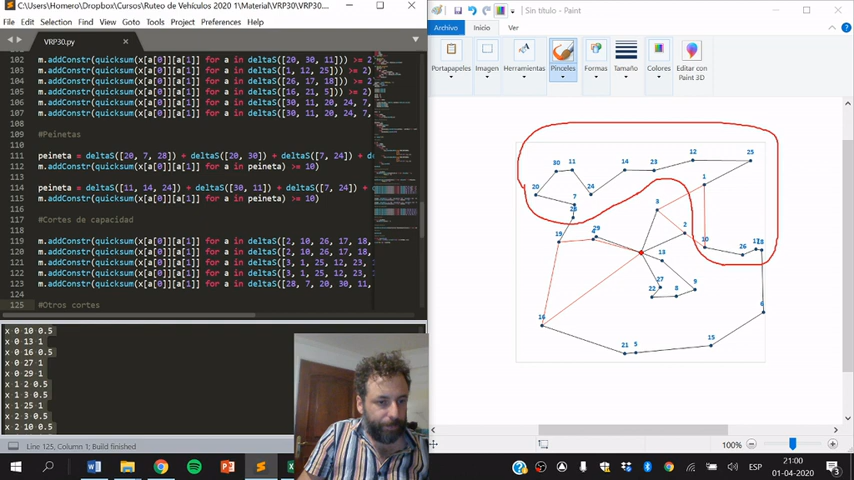 C:\Users\Homero\Dropbox\Cursos\Ruteo de Vehículos 2020 1\Material\VRP30\VRP30....
File Edit Selection Find View Goto Tools Project Preferences Help
VRP30.py
102 m.addConstr(quicksum(x[a[0]][a[1]] for a in deltaS([20, 30, 11])) >= 2)
103 m.addConstr(quicksum(x[a[0]][a[1]] for a in deltaS([1, 12, 25])) >= 2)
104 m.addConstr(quicksum(x[a[0]][a[1]] for a in deltaS([26, 17, 18])) >= 2)
105 m.addConstr(quicksum(x[a[0]][a[1]] for a in deltaS([16, 21, 5])) >= 2)
106 m.addConstr(quicksum(x[a[0]][a[1]] for a in deltaS([30, 11, 20, 24, 7,
107 m.addConstr(quicksum(x[a[0]][a[1]] for a in deltaS([30, 11, 20, 24, 7,
108
109 #Peinetas
110
111 peineta = deltaS([20, 7, 28]) + deltaS([20, 30]) + deltaS([7, 24]) +
112 m.addConstr(quicksum(x[a[0]][a[1]] for a in peineta) >= 10)
113
114 peineta = deltaS([11, 14, 24]) + deltaS([30, 11]) + deltaS([7, 24]) +
115 m.addConstr(quicksum(x[a[0]][a[1]] for a in peineta) >= 10)
116
117 #Cortes de capacidad
118
119 m.addConstr(quicksum(x[a[0]][a[1]] for a in deltaS([2, 10, 26, 17, 18,
120 m.addConstr(quicksum(x[a[0]][a[1]] for a in deltaS([2, 10, 26, 17, 18,
121 m.addConstr(quicksum(x[a[0]][a[1]] for a in deltaS([3, 1, 25, 12, 23,
122 m.addConstr(quicksum(x[a[0]][a[1]] for a in deltaS([3, 1, 25, 12, 23,
123 m.addConstr(quicksum(x[a[0]][a[1]] for a in deltaS([28, 7, 20, 30, 11,
124
125 #Otros cortes
x 0 10 0.5
x 0 13 1
x 0 16 0.5
x 0 27 1
x 0 29 1
x 1 2 0.5
x 1 3 0.5
x 1 25 1
x 2 3 0.5
x 2 10 0.5
Line 125, Column 1; Build finished
Sin título - Paint
Archivo Inicio Ver
Portapapeles Imagen Herramientas Pinceles Formas Tamaño Colores Editar con Paint 3D
12 25
30 11 14 23
1
20 24
7 3
2
19 4 10
26
18
27 9
22 8
6
16
15
21 5
100%
ESP 21:00
01-04-2020
3